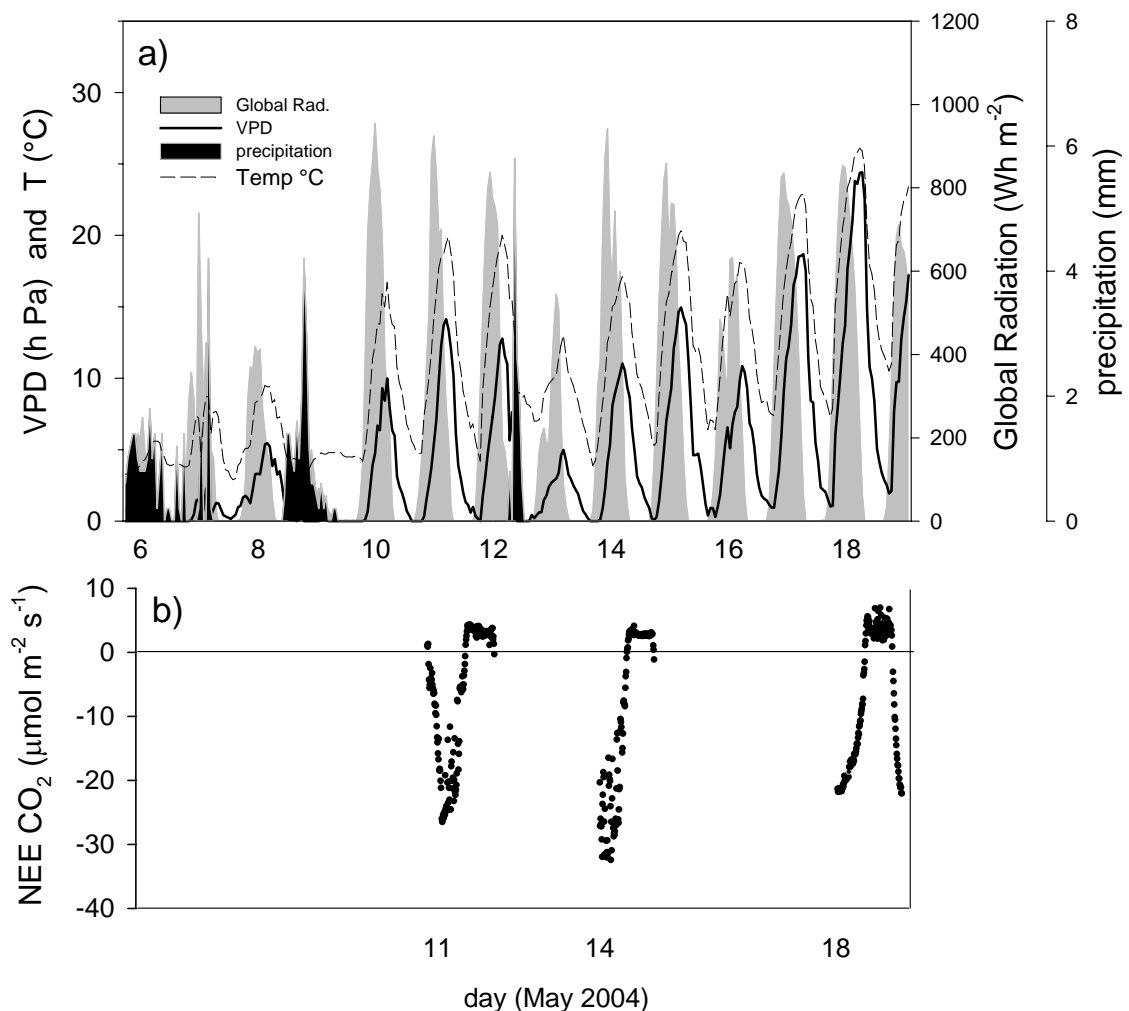 a)
Global Rad.
VPD
precipitation
Temp °C
VPD (h Pa) and T (°C)
30
20
10
0
1200
1000
800
600
400
200
0
Global Radiation (Wh m-2)
8
6
4
2
0
precipitation (mm)
6 8 10 12 14 16 18
b)
NEE CO2 (μmol m-2 s-1)
10
0
-10
-20
-30
-40
11 14 18
day (May 2004)